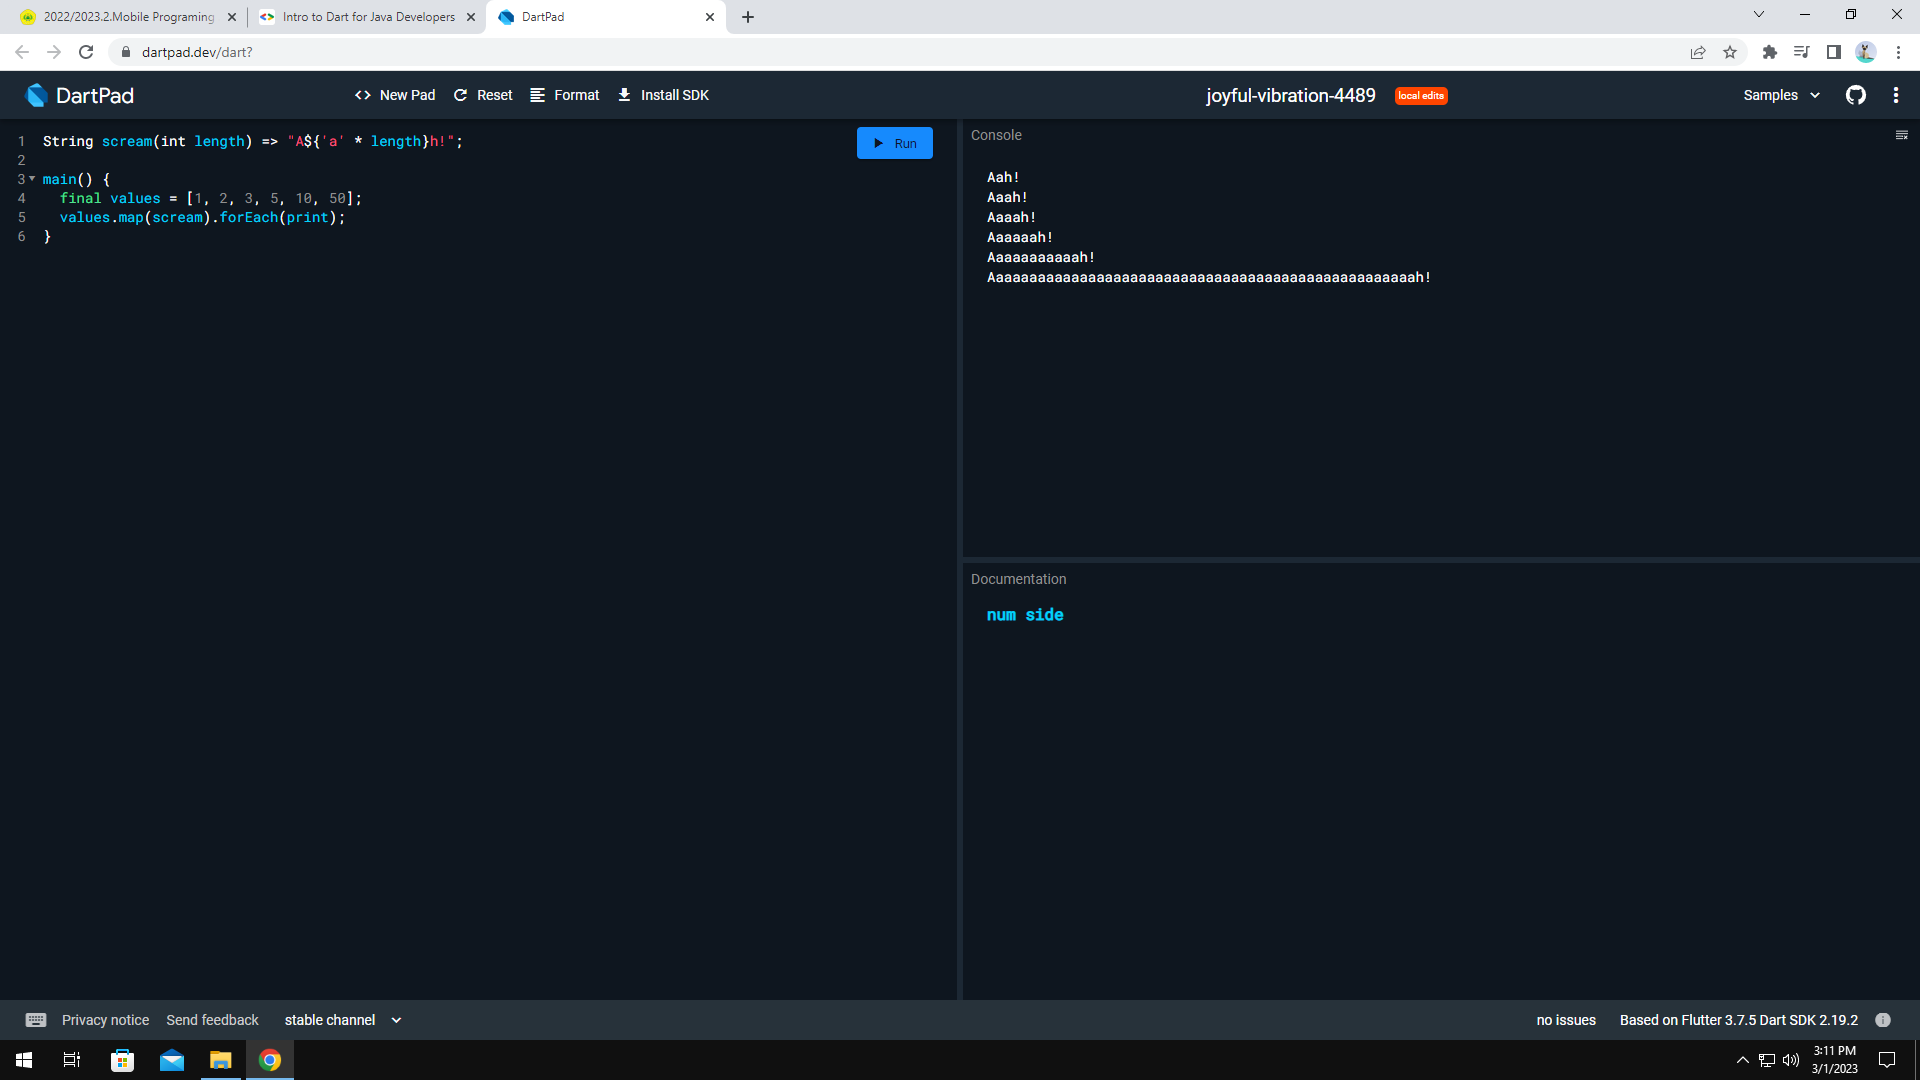 2022/2023.2.Mobile Programing
Intro to Dart for Java Developers
DartPad
dartpad.dev/dart?
DartPad
New Pad
Reset
Format
Install SDK
joyful-vibration-4489
local edits
Samples
1 String scream(int length) => "A${'a' * length}h!";
2
3 main() {
4 final values = [1, 2, 3, 5, 10, 50];
5 values.map(scream).forEach(print);
6 }
Run
Console
Aah!
Aaah!
Aaaah!
Aaaaaah!
Aaaaaaaaaaah!
Aaaaaaaaaaaaaaaaaaaaaaaaaaaaaaaaaaaaaaaaaaaaaaaaaaah!
Documentation
num side
Privacy notice
Send feedback
stable channel
no issues
Based on Flutter 3.7.5 Dart SDK 2.19.2
3:11 PM
3/1/2023